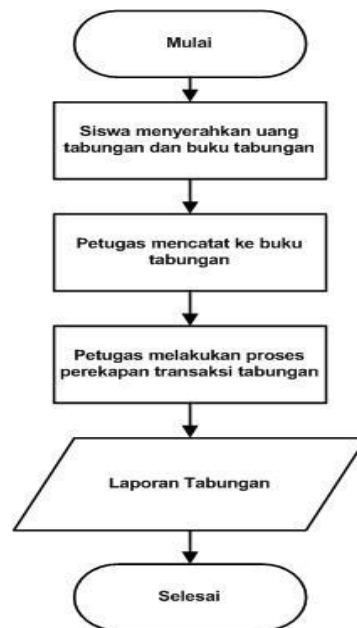 Mulai
Siswa menyerahkan uang
tabungan dan buku tabungan
Petugas mencatat ke buku
tabungan
Petugas melakukan proses
perekapan transaksi tabungan
Laporan Tabungan
Selesai